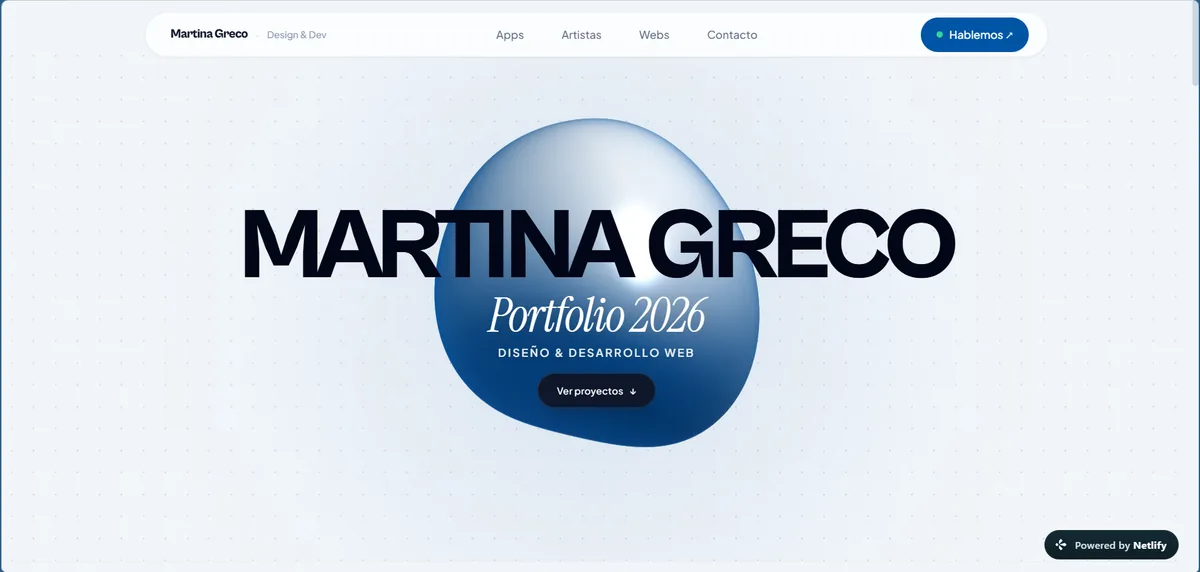 Martina Greco · Design & Dev
Apps
Artistas
Webs
Contacto
Hablemos ↗
MARTINA GRECO
Portfolio 2026
DISEÑO & DESARROLLO WEB
Ver proyectos ↓
Powered by Netlify